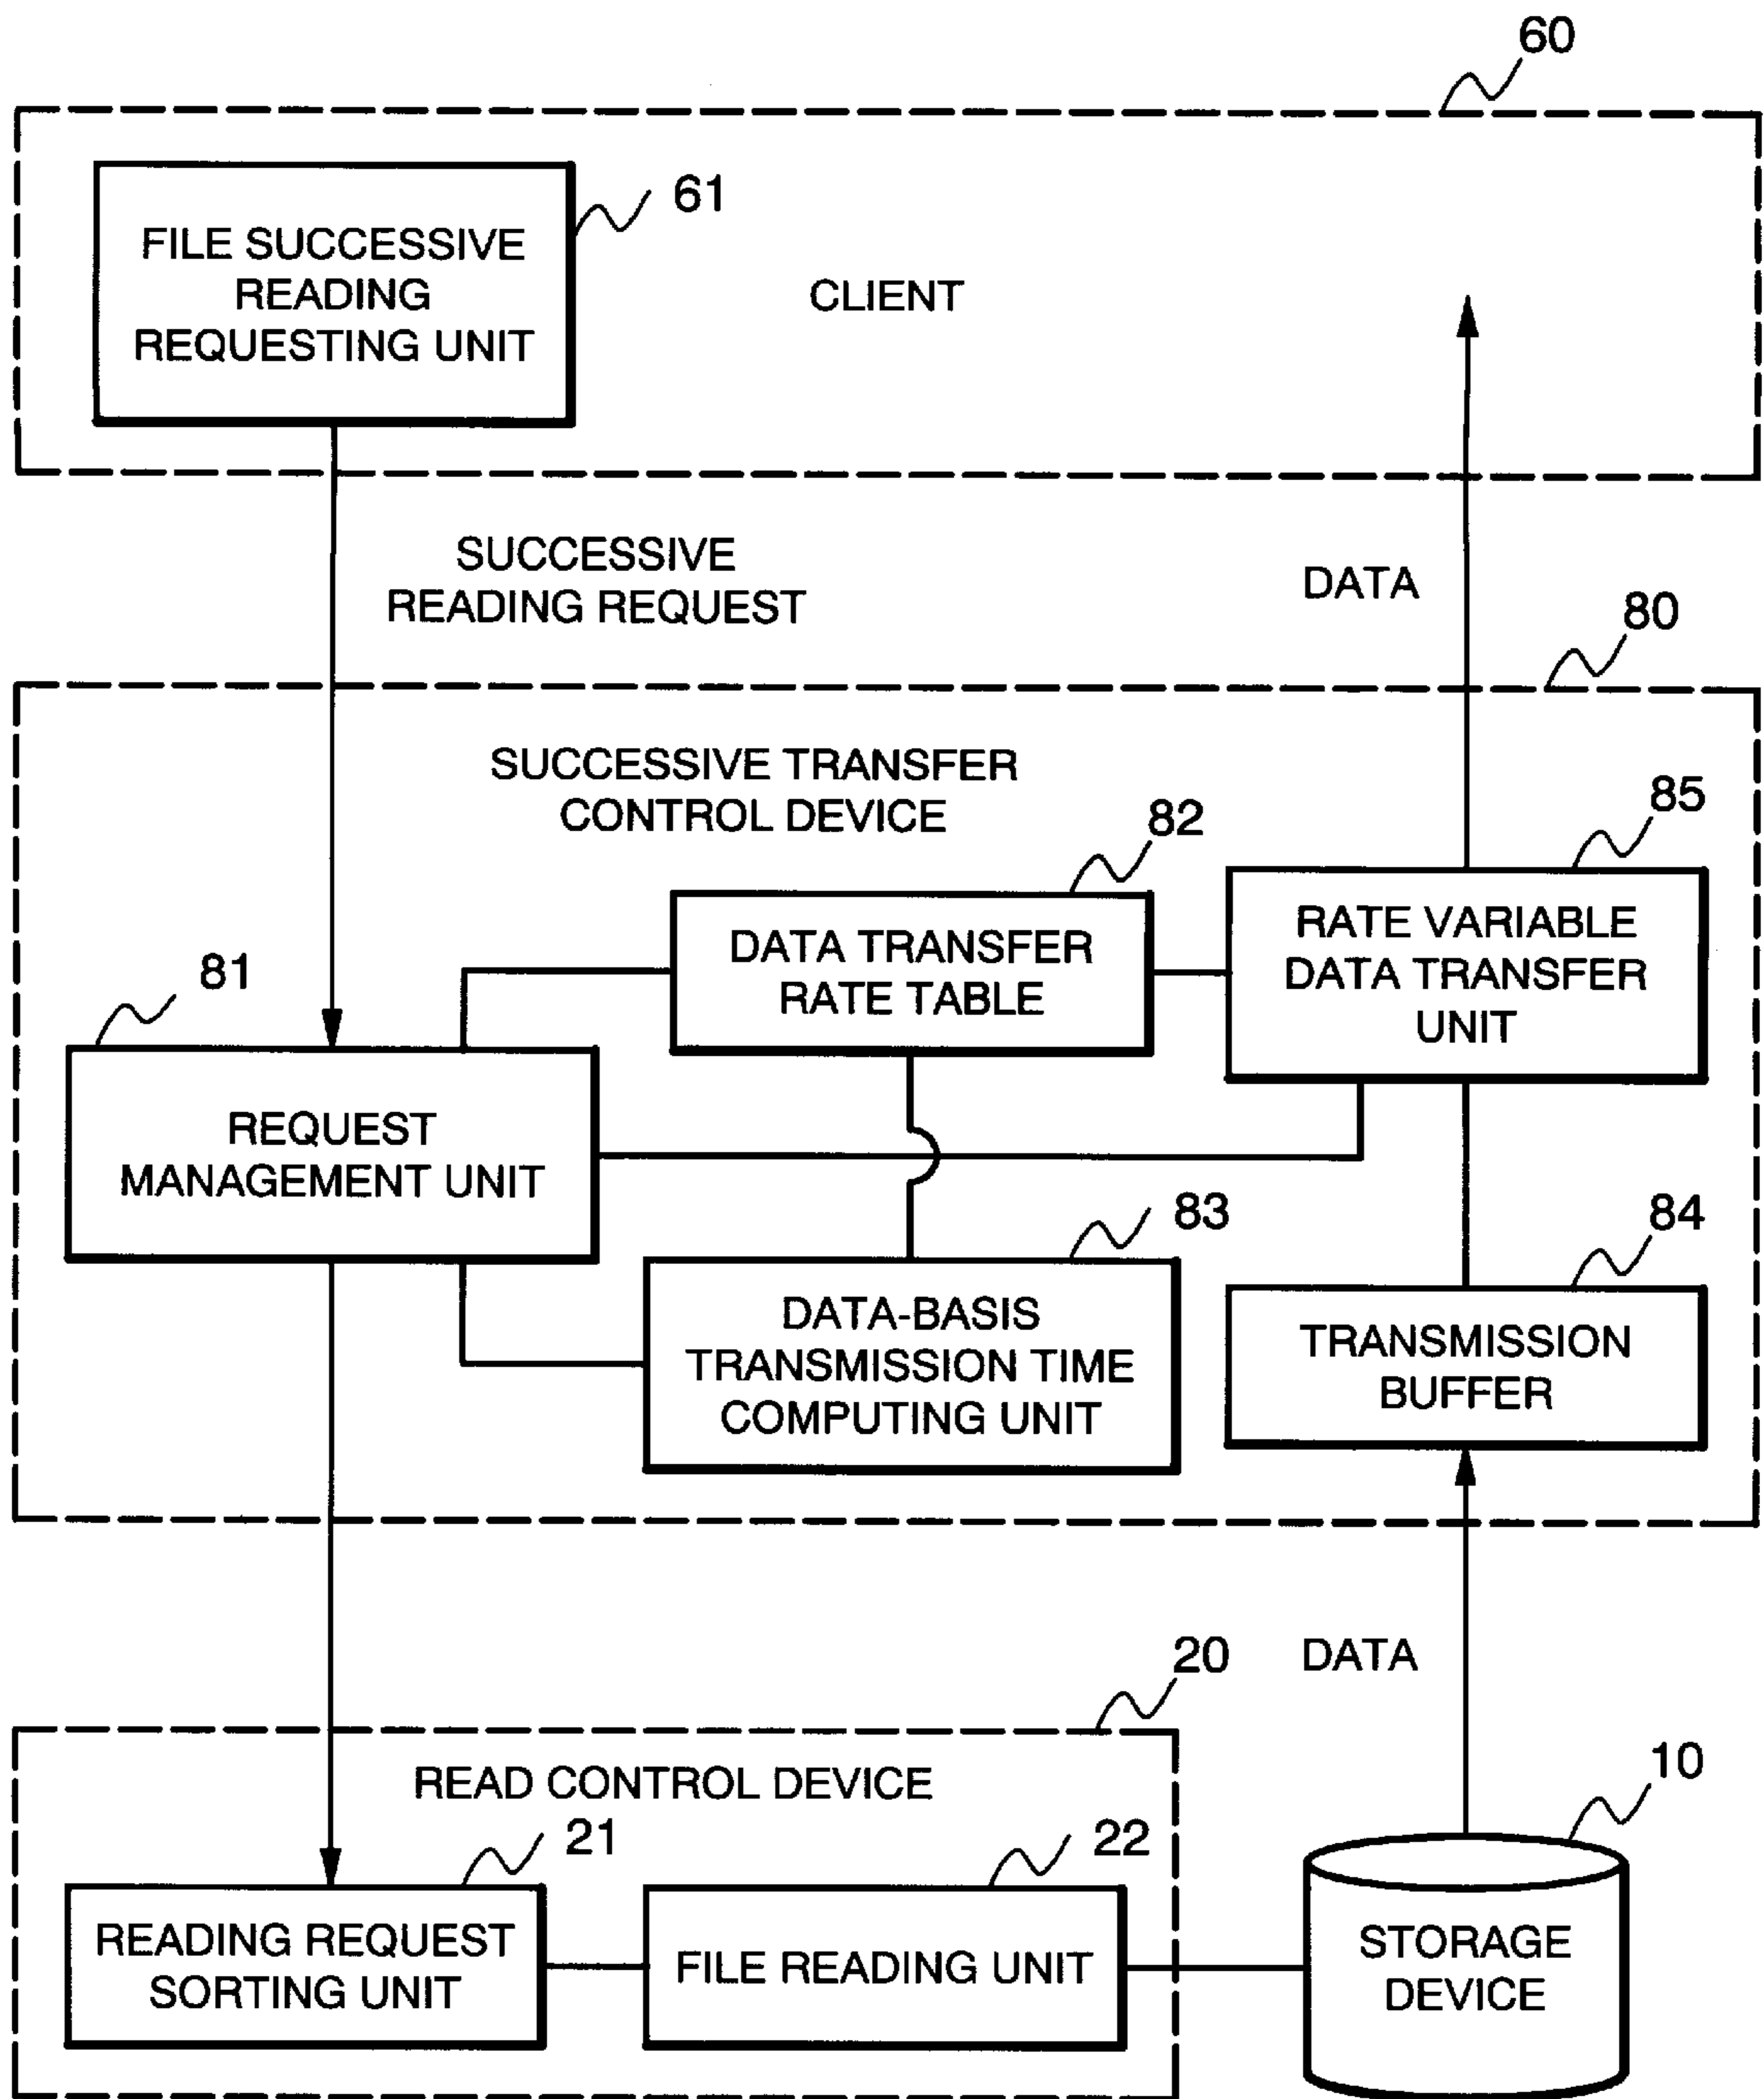 60
FILE SUCCESSIVE
READING
REQUESTING UNIT
61
CLIENT
SUCCESSIVE
READING REQUEST
DATA
80
SUCCESSIVE TRANSFER
CONTROL DEVICE
82
85
DATA TRANSFER
RATE TABLE
RATE VARIABLE
DATA TRANSFER
UNIT
81
REQUEST
MANAGEMENT UNIT
83
84
DATA-BASIS
TRANSMISSION TIME
COMPUTING UNIT
TRANSMISSION
BUFFER
20
DATA
READ CONTROL DEVICE
10
21
22
READING REQUEST
SORTING UNIT
FILE READING UNIT
STORAGE
DEVICE